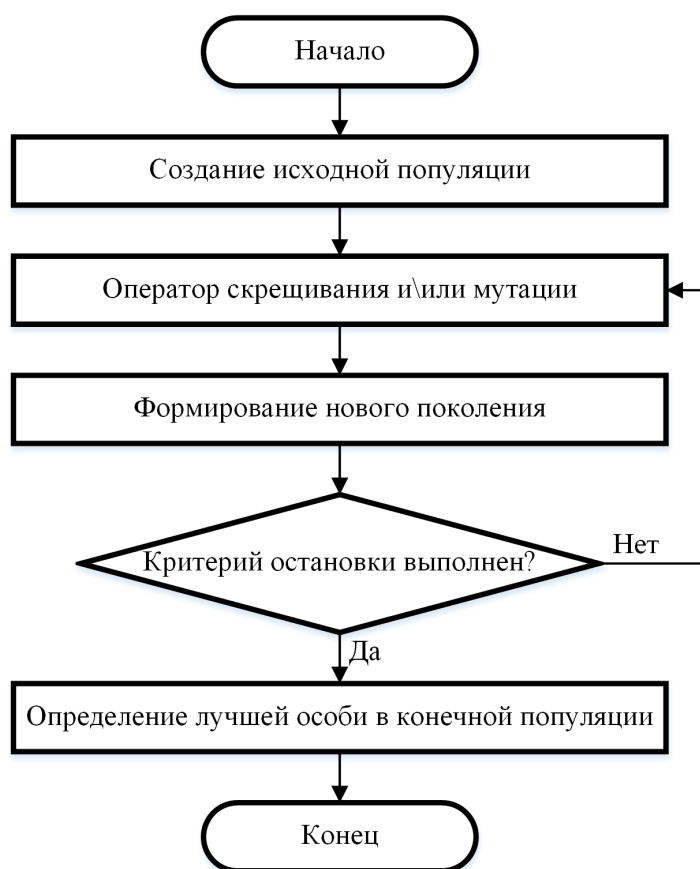 Начало
Создание исходной популяции
Оператор скрещивания и\или мутации
Формирование нового поколения
Критерий остановки выполнен?
Нет
Да
Определение лучшей особи в конечной популяции
Конец